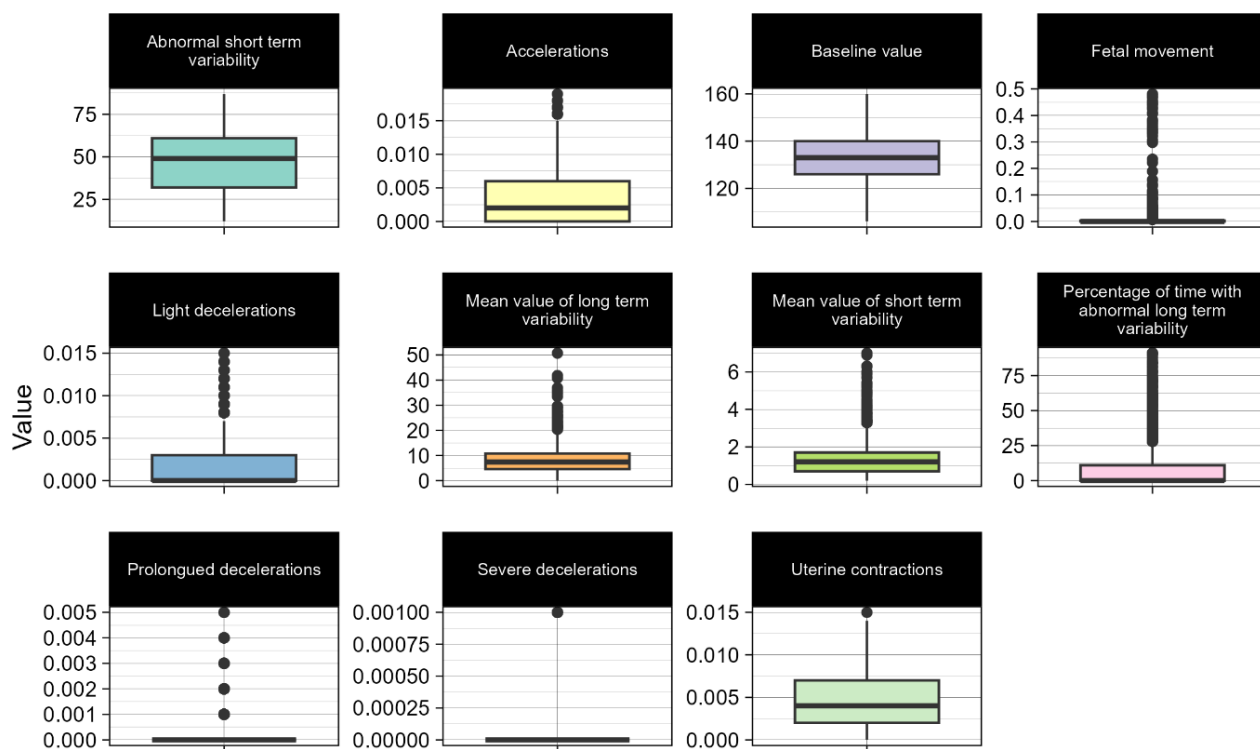 Abnormal short term
variability
Accelerations
Baseline value
Fetal movement
75
50
25
0.015
0.010
0.005
0.000
160
140
120
0.5
0.4
0.3
0.2
0.1
0.0
Light decelerations
Mean value of long term
variability
Mean value of short term
variability
Percentage of time with
abnormal long term
variability
Value
0.015
0.010
0.005
0.000
50
40
30
20
10
0
6
4
2
0
75
50
25
0
Prolongued decelerations
Severe decelerations
Uterine contractions
0.005
0.004
0.003
0.002
0.001
0.000
0.00100
0.00075
0.00050
0.00025
0.00000
0.015
0.010
0.005
0.000